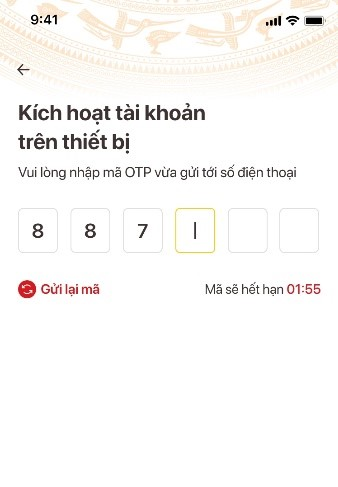 9:41
Kích hoạt tài khoản
trên thiết bị
Vui lòng nhập mã OTP vừa gửi tới số điện thoại
8 8 7
Gửi lại mã Mã sẽ hết hạn 01:55